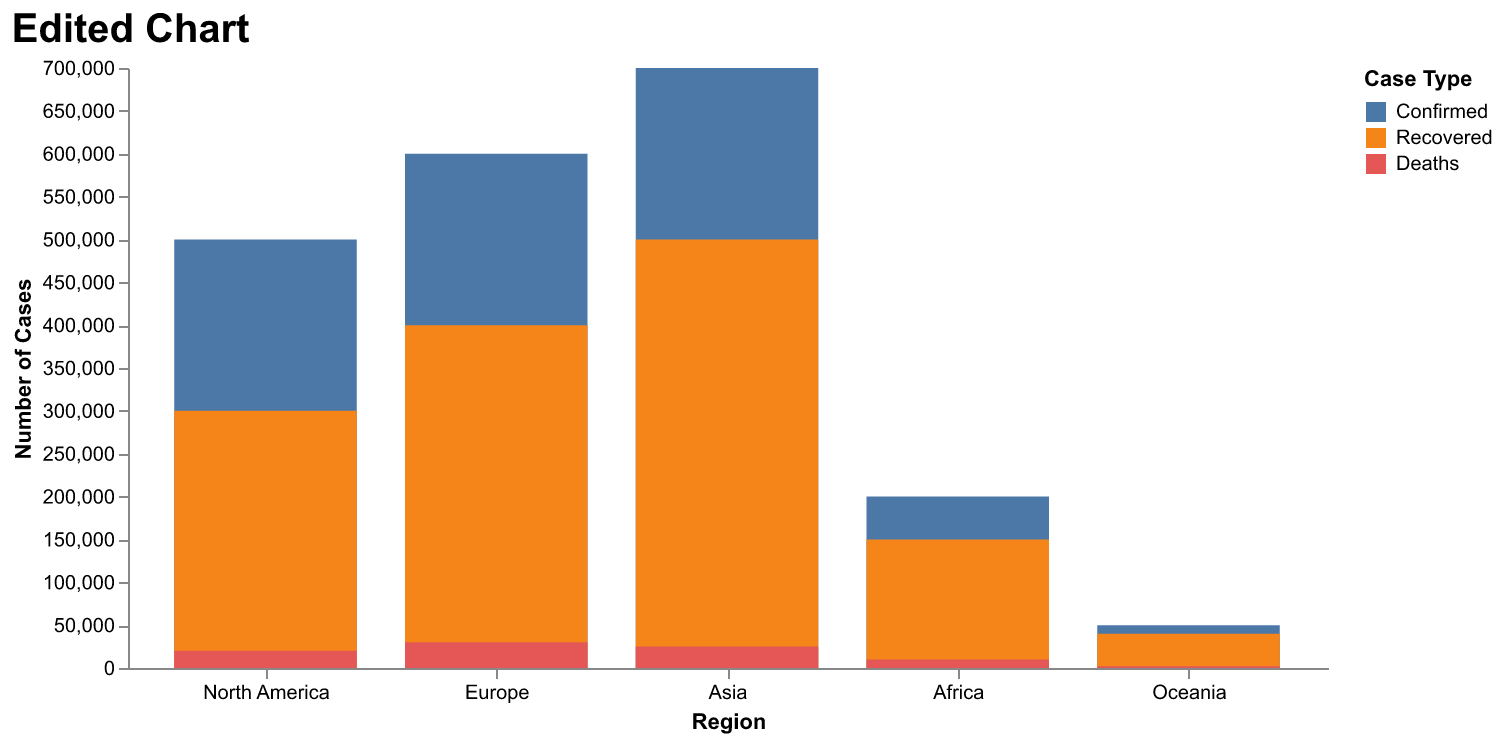 Edited Chart
Number of Cases
700,000
650,000
600,000
550,000
500,000
450,000
400,000
350,000
300,000
250,000
200,000
150,000
100,000
50,000
0
North America
Europe
Asia
Africa
Oceania
Region
Case Type
Confirmed
Recovered
Deaths